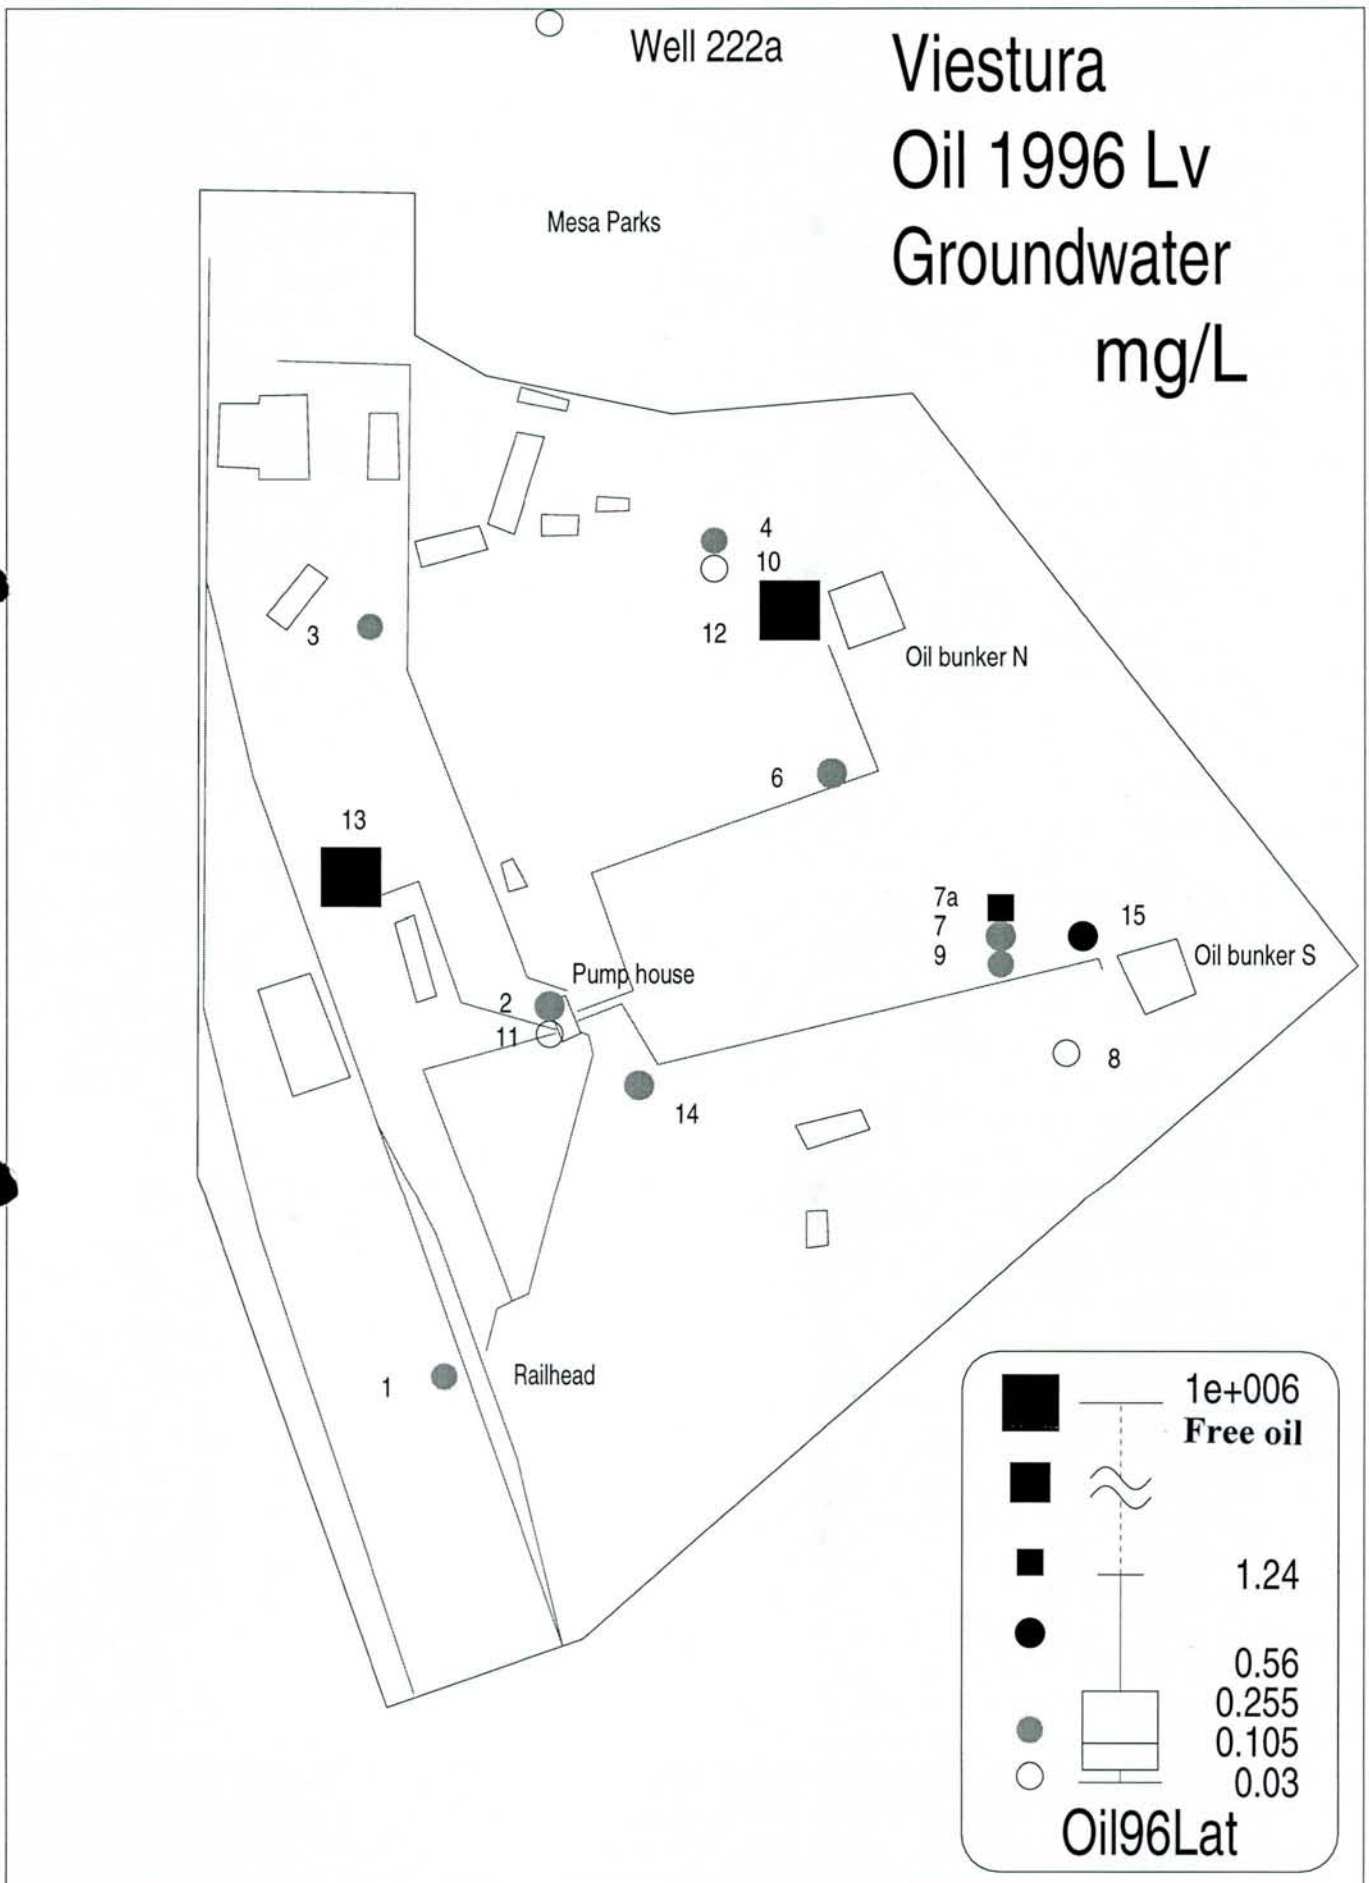 Well 222a
Viestura
Oil 1996 Lv
Groundwater
mg/L
Mesa Parks
4
10
12
3
Oil bunker N
6
13
7a
7
9
15
Oil bunker S
Pump house
2
11
8
14
1
Railhead
1e+006
Free oil
1.24
0.56
0.255
0.105
0.03
Oil96Lat